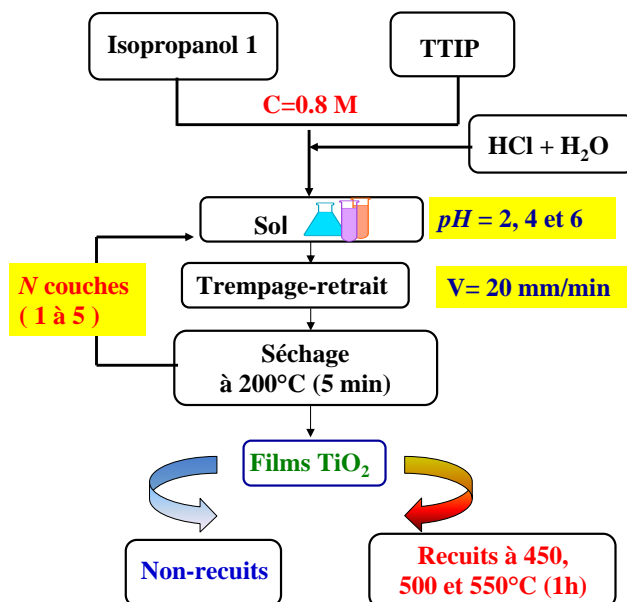 Isopropanol 1
TTIP
C=0.8 M
HCl + H₂O
Sol
pH = 2, 4 et 6
N couches
( 1 à 5 )
Trempage-retrait
V= 20 mm/min
Séchage
à 200°C (5 min)
Films TiO₂
Non-recuits
Recuits à 450,
500 et 550°C (1h)